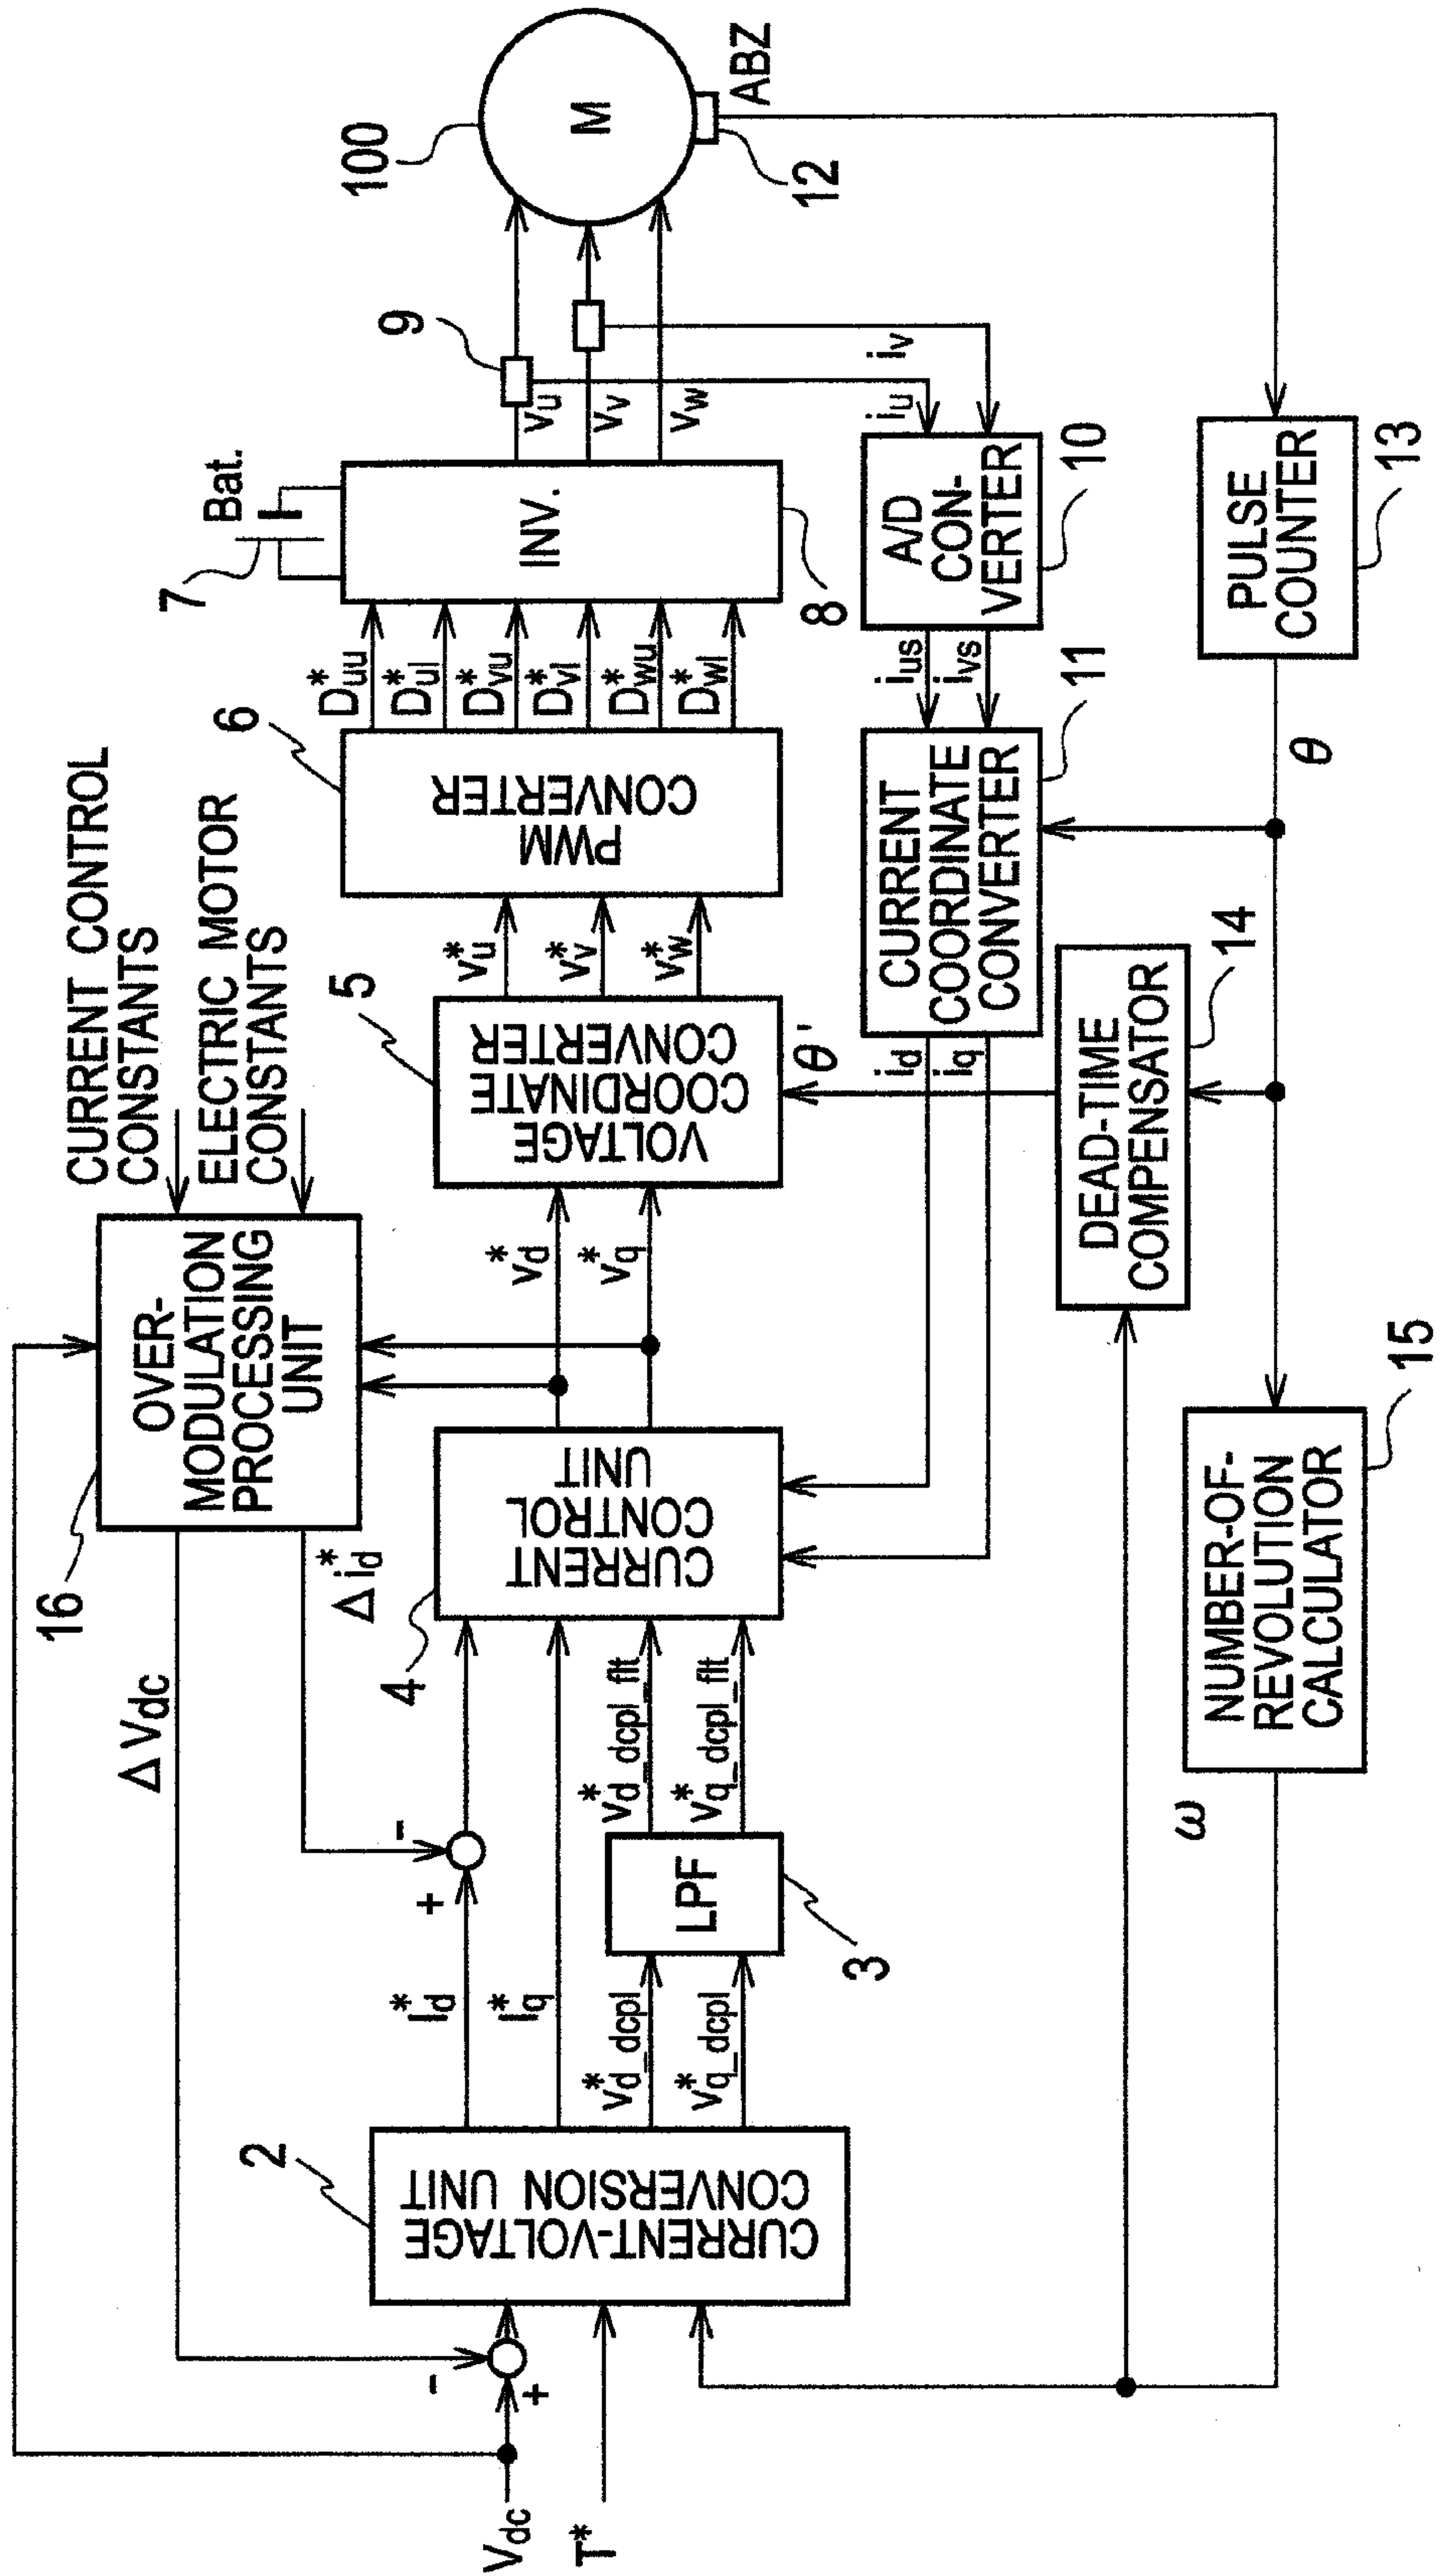 CURRENT CONTROL
CONSTANTS
ELECTRIC MOTOR
CONSTANTS
16
OVER-
MODULATION
PROCESSING
UNIT
ΔVdc
Δid*
Vdc
T*
-
+
2
CURRENT-VOLTAGE
CONVERSION UNIT
Id*
Iq*
vd_dcpl*
vq_dcpl*
+
-
LPF
3
vd_dcpl_flt*
vq_dcpl_flt*
4
CURRENT
CONTROL
UNIT
vd*
vq*
5
VOLTAGE
COORDINATE
CONVERTER
θ'
vu*
vv*
vw*
6
PWM
CONVERTER
Duu*
Dul*
Dvu*
Dvl*
Dwu*
Dwl*
7
Bat.
INV.
8
vu
vv
vw
9
100
M
12
ABZ
iu
iv
A/D
CON-
VERTER
10
ius
ivs
11
CURRENT
COORDINATE
CONVERTER
id
iq
PULSE
COUNTER
13
θ
14
DEAD-TIME
COMPENSATOR
15
NUMBER-OF-
REVOLUTION
CALCULATOR
ω